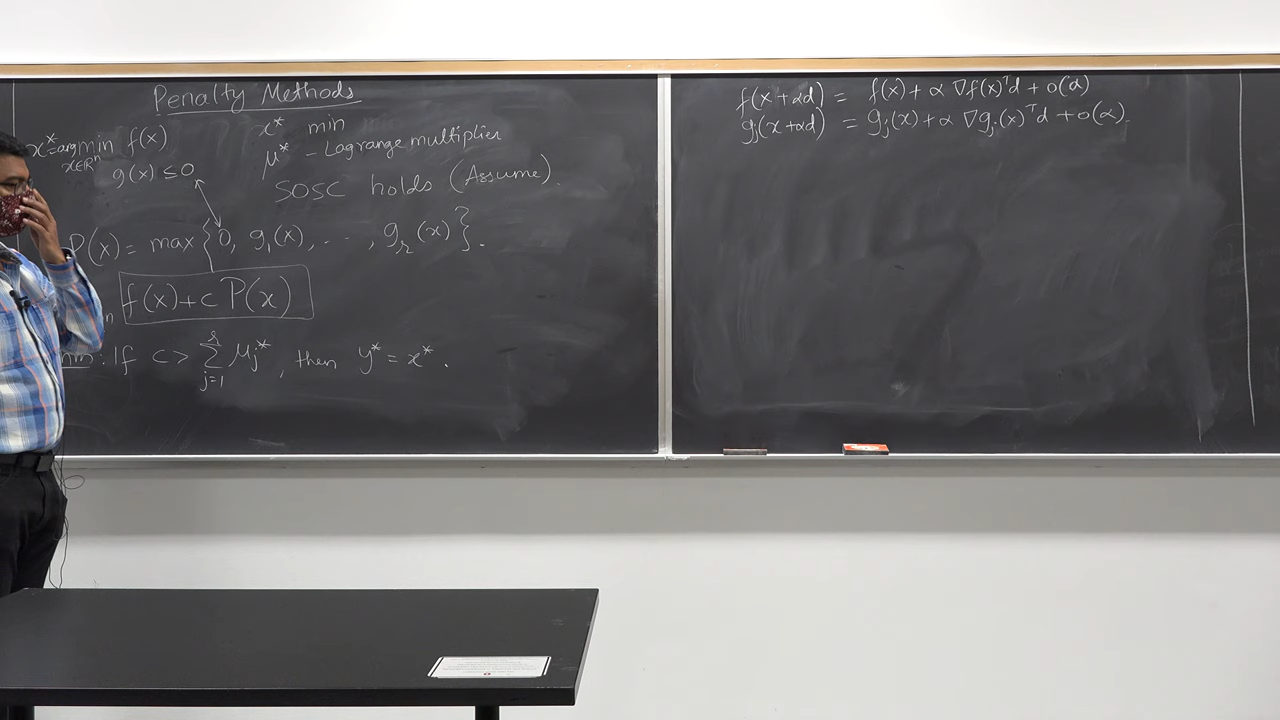 Penalty Methods
x* = argmin f(x)
x∈ℝⁿ
g(x) ≤ 0
x* min
μ* - Lagrange multiplier
SOSC holds (Assume).
P(x) = max {0, g₁(x), ..., gᵣ(x)}.
f(x) + c P(x)
: If c > Σ_{j=1}^{r} μⱼ*, then y* = x*.
f(x+αd) = f(x) + α ∇f(x)ᵀd + o(α)
gⱼ(x+αd) = gⱼ(x) + α ∇gⱼ(x)ᵀd + o(α).